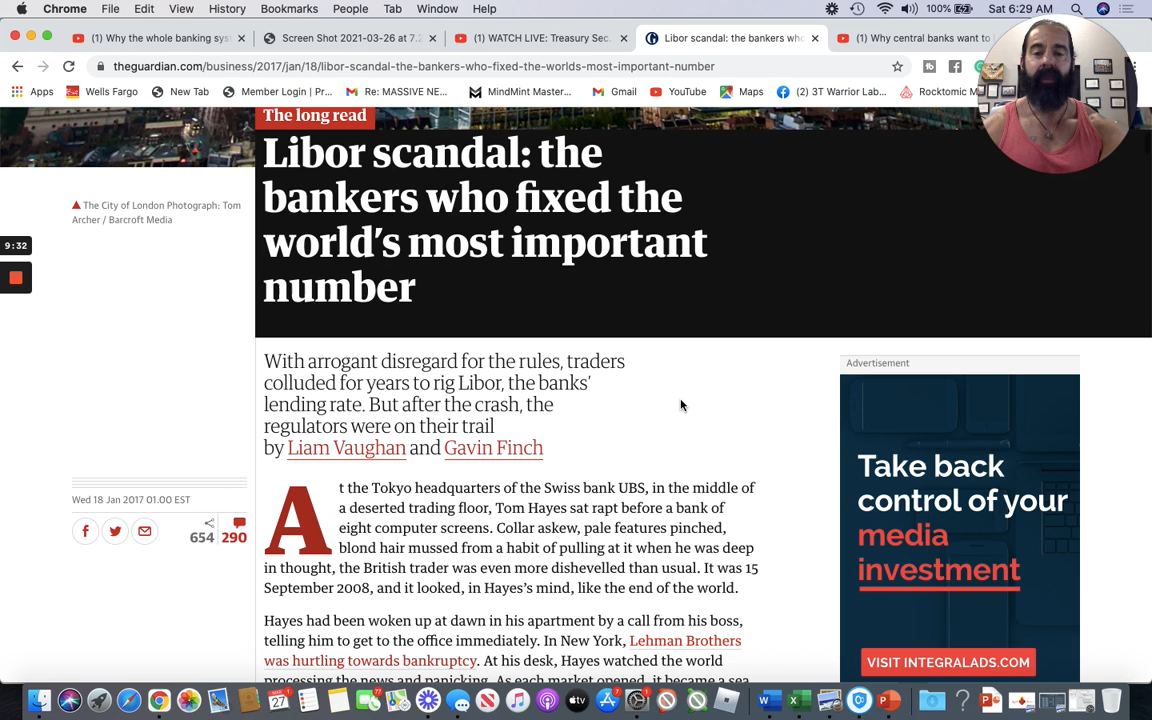 Chrome File Edit View History Bookmarks People Tab Window Help 100% Sat 6:29 AM
(1) Why the whole banking sys
Screen Shot 2021-03-26 at 7.2
(1) WATCH LIVE: Treasury Sec.
Libor scandal: the bankers who
(1) Why central banks want to
theguardian.com/business/2017/jan/18/libor-scandal-the-bankers-who-fixed-the-worlds-most-important-number
Apps Wells Fargo New Tab Member Login | Pr... Re: MASSIVE NE... MindMint Master... Gmail YouTube Maps (2) 3T Warrior Lab... Rocktomic M
The long read
Libor scandal: the
bankers who fixed the
world's most important
number
The City of London Photograph: Tom
Archer / Barcroft Media
9:32
With arrogant disregard for the rules, traders
colluded for years to rig Libor, the banks'
lending rate. But after the crash, the
regulators were on their trail
by Liam Vaughan and Gavin Finch
Wed 18 Jan 2017 01.00 EST
654 290
At the Tokyo headquarters of the Swiss bank UBS, in the middle of
a deserted trading floor, Tom Hayes sat rapt before a bank of
eight computer screens. Collar askew, pale features pinched,
blond hair mussed from a habit of pulling at it when he was deep
in thought, the British trader was even more dishevelled than usual. It was 15
September 2008, and it looked, in Hayes's mind, like the end of the world.
Hayes had been woken up at dawn in his apartment by a call from his boss,
telling him to get to the office immediately. In New York, Lehman Brothers
was hurtling towards bankruptcy. At his desk, Hayes watched the world
processing the news and panicking. As each market opened, it became a sea
Advertisement
Take back
control of your
media
investment
VISIT INTEGRALADS.COM